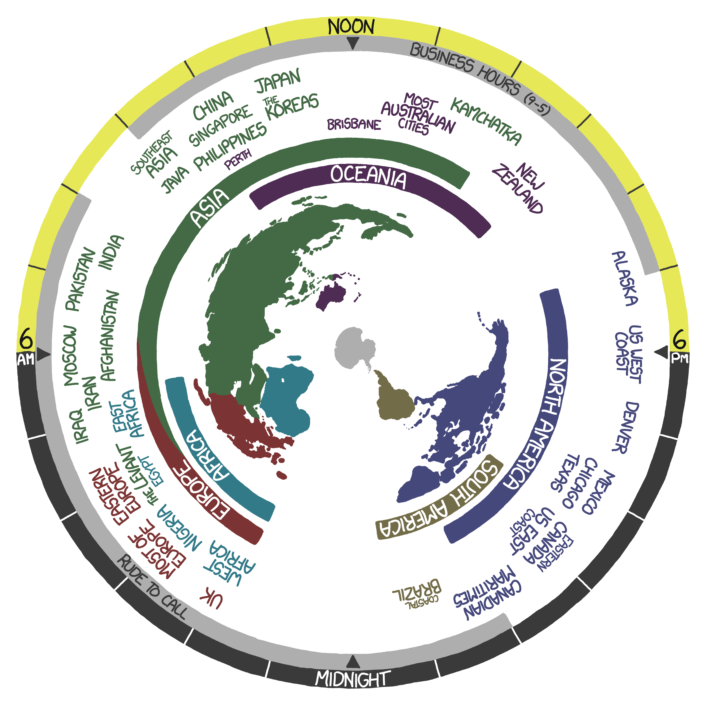 NOON
BUSINESS HOURS (9-5)
JAPAN
CHINA
THE
KOREAS
SINGAPORE
SOUTHEAST
ASIA
PHILIPPINES
JAVA
PERTH
BRISBANE
MOST
AUSTRALIAN
CITIES
KAMCHATKA
NEW
ZEALAND
OCEANIA
ASIA
INDIA
PAKISTAN
AFGHANISTAN
MOSCOW
IRAN
IRAQ
ALASKA
US WEST
COAST
DENVER
MEXICO
CHICAGO
TEXAS
EASTERN
CANADA
US EAST
COAST
CANADIAN
MARITIMES
NORTH AMERICA
SOUTH AMERICA
COASTAL
BRAZIL
6
AM
6
PM
EAST
AFRICA
EGYPT
THE LEVANT
EASTERN
EUROPE
NIGERIA
MOST OF
EUROPE
WEST
AFRICA
UK
AFRICA
EUROPE
RUDE TO CALL
MIDNIGHT